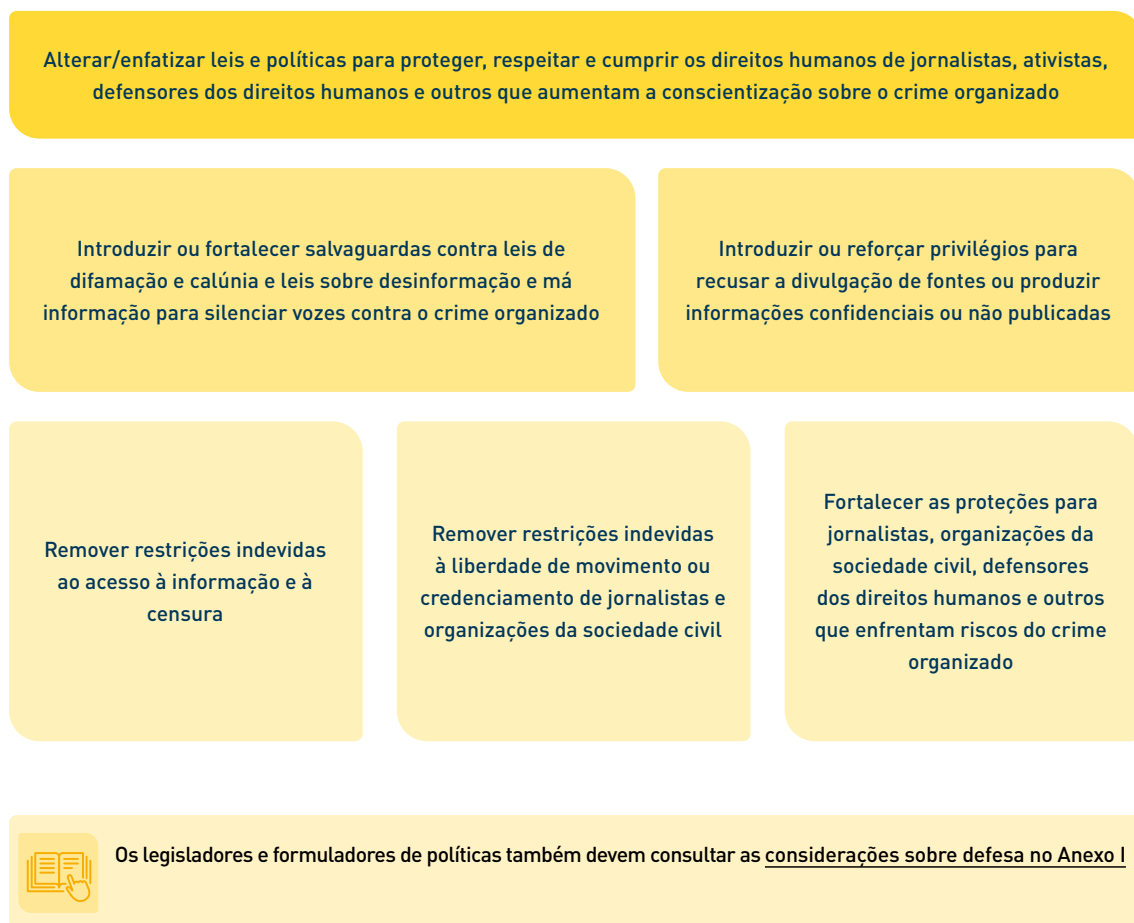 Alterar/enfatizar leis e políticas para proteger, respeitar e cumprir os direitos humanos de jornalistas, ativistas,
defensores dos direitos humanos e outros que aumentam a conscientização sobre o crime organizado
Introduzir ou fortalecer salvaguardas contra leis de
difamação e calúnia e leis sobre desinformação e má
informação para silenciar vozes contra o crime organizado
Introduzir ou reforçar privilégios para
recusar a divulgação de fontes ou produzir
informações confidenciais ou não publicadas
Remover restrições indevidas
ao acesso à informação e à
censura
Remover restrições indevidas
à liberdade de movimento ou
credenciamento de jornalistas e
organizações da sociedade civil
Fortalecer as proteções para
jornalistas, organizações da
sociedade civil, defensores
dos direitos humanos e outros
que enfrentam riscos do crime
organizado
Os legisladores e formuladores de políticas também devem consultar as considerações sobre defesa no Anexo I